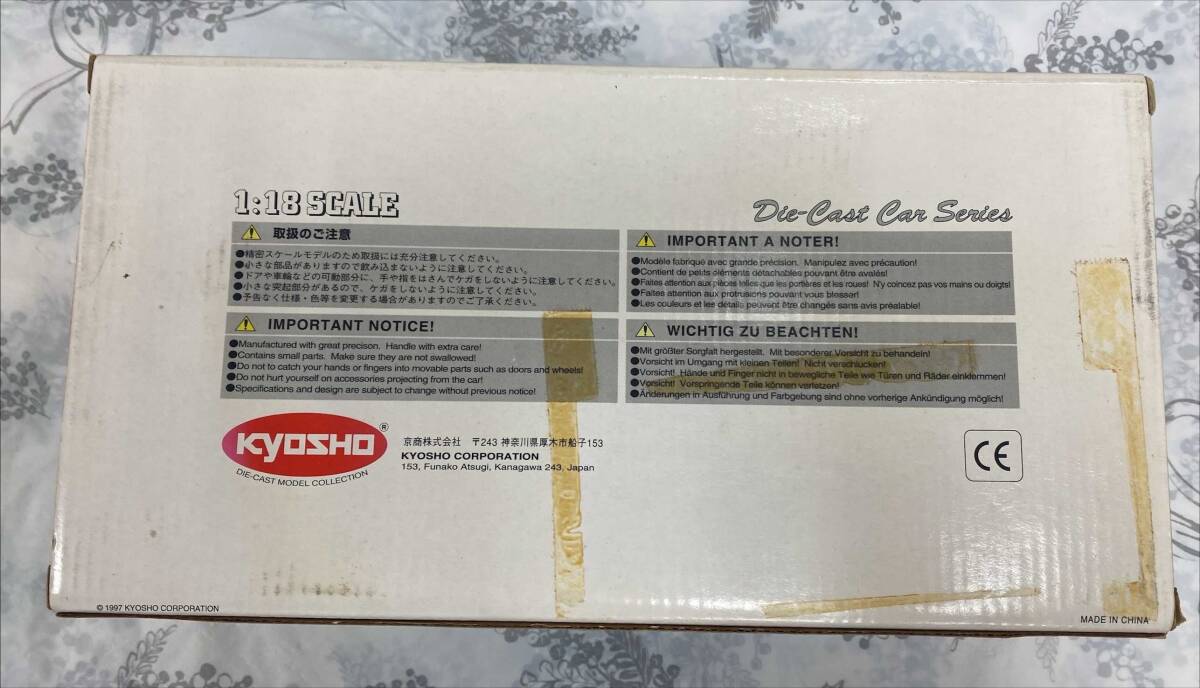 1:18 SCALE
Die-Cast Car Series
取扱のご注意
●精密スケールモデルのため取扱には充分注意してください。
●小さな部品がありますので飲み込まないように注意してください。
●ドアや車輪などの可動部分に、手や指をはさんでケガをしないように注意してください。
●小さな突起部分があるので、ケガをしないように注意してください。
●予告なく仕様・色等を変更する場合がありますのでご了承ください。
IMPORTANT NOTICE!
●Manufactured with great precison. Handle with extra care!
●Contains small parts. Make sure they are not swallowed!
●Do not to catch your hands or fingers into movable parts such as doors and wheels!
●Do not hurt yourself on accessories projecting from the car!
●Specifications and design are subject to change without previous notice!
IMPORTANT A NOTER!
●Modèle fabriqué avec grande précision. Manipulez avec précaution!
●Contient de petits éléments détachables pouvant être avalés!
●Faites attention aux pièces telles que les portières et les roues! N'y coincez pas vos mains ou doigts!
●Faites attention aux protrusions pouvant vous blesser!
●Les couleurs et les détails peuvent être changés sans avis préalable!
WICHTIG ZU BEACHTEN!
●Mit größter Sorgfalt hergestellt. Mit besonderer Vorsicht zu behandeln!
●Vorsicht im Umgang mit kleinen Teilen! Nicht verschlucken!
●Vorsicht! Hände und Finger nicht in bewegliche Teile wie Türen und Räder einklemmen!
●Vorsicht! Vorspringende Teile können verletzen!
●Änderungen in Ausführung und Farbgebung sind ohne vorherige Ankündigung möglich!
KYOSHO®
DIE-CAST MODEL COLLECTION
京商株式会社 〒243 神奈川県厚木市船子153
KYOSHO CORPORATION
153, Funako Atsugi, Kanagawa 243, Japan
CE
© 1997 KYOSHO CORPORATION
MADE IN CHINA